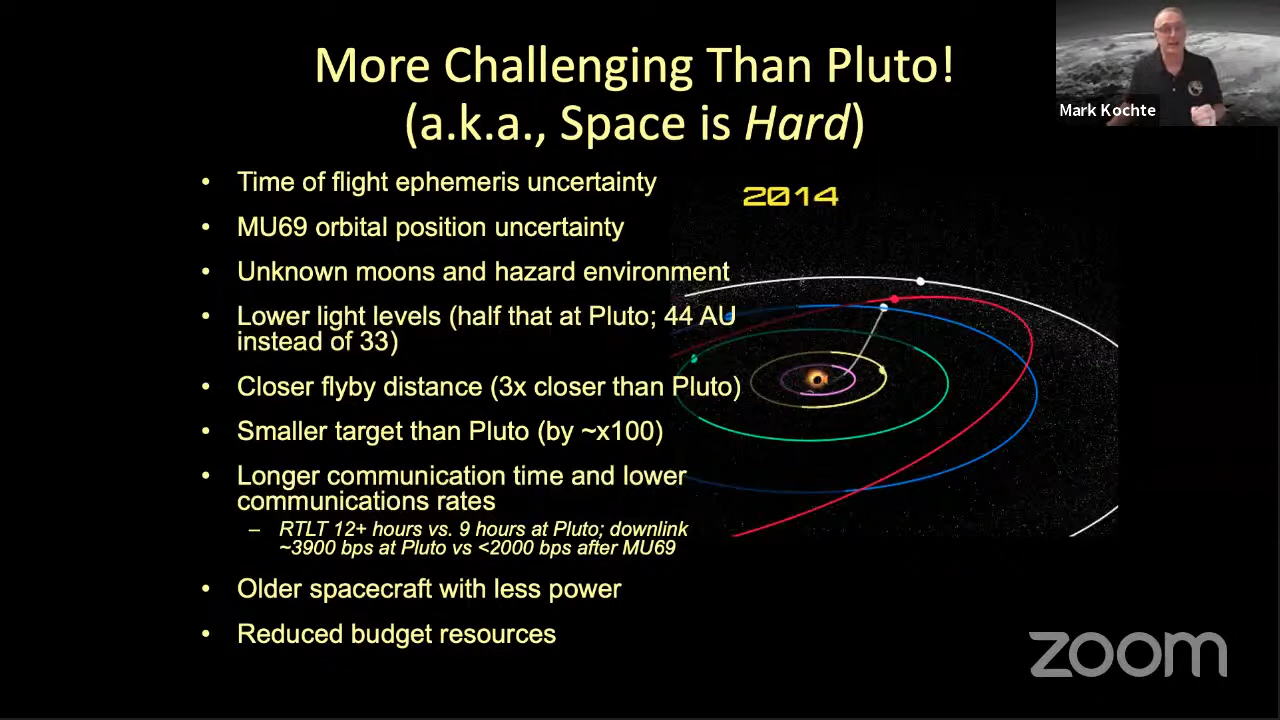 More Challenging Than Pluto!
(a.k.a., Space is Hard)
Mark Kochte
• Time of flight ephemeris uncertainty
2014
• MU69 orbital position uncertainty
• Unknown moons and hazard environment
• Lower light levels (half that at Pluto; 44 AU
instead of 33)
• Closer flyby distance (3x closer than Pluto)
• Smaller target than Pluto (by ~x100)
• Longer communication time and lower
communications rates
– RTLT 12+ hours vs. 9 hours at Pluto; downlink
~3900 bps at Pluto vs <2000 bps after MU69
• Older spacecraft with less power
• Reduced budget resources
zoom